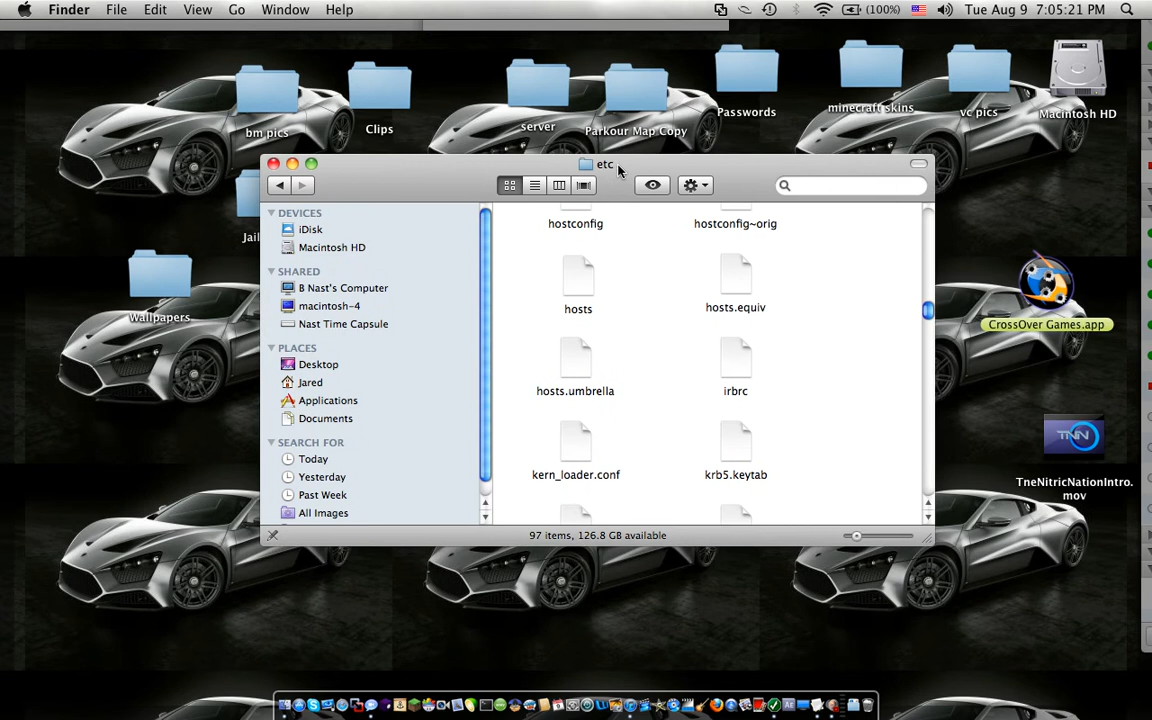 Finder File Edit View Go Window Help (100%) Tue Aug 9 7:05:21 PM
bm pics
Clips
server
Parkour Map Copy
Passwords
minecraft skins
vc pics
Macintosh HD
Jail
Wallpapers
CrossOver Games.app
TNN
TneNitricNationIntro.
mov
etc
DEVICES
iDisk
Macintosh HD
SHARED
B Nast's Computer
macintosh-4
Nast Time Capsule
PLACES
Desktop
Jared
Applications
Documents
SEARCH FOR
Today
Yesterday
Past Week
All Images
hostconfig
hostconfig~orig
hosts
hosts.equiv
hosts.umbrella
irbrc
kern_loader.conf
krb5.keytab
97 items, 126.8 GB available